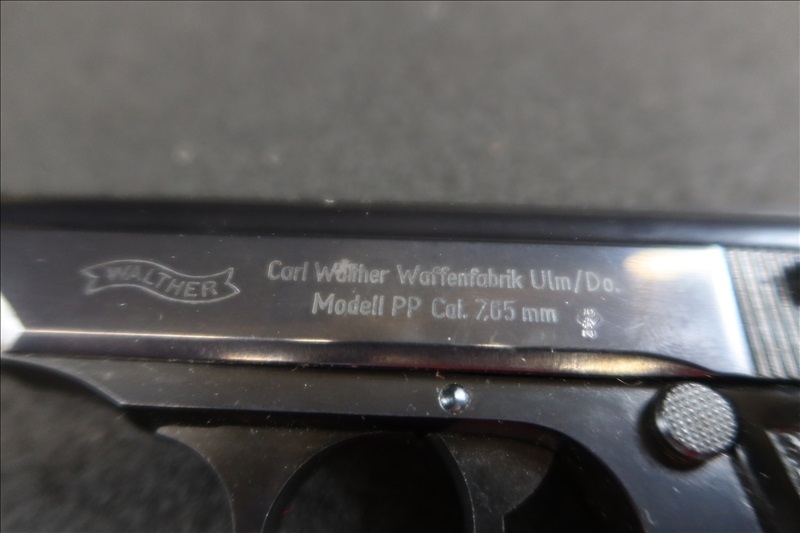 WALTHER
Carl Walther Waffenfabrik Ulm/Do.
Modell PP Cal. 7,65 mm